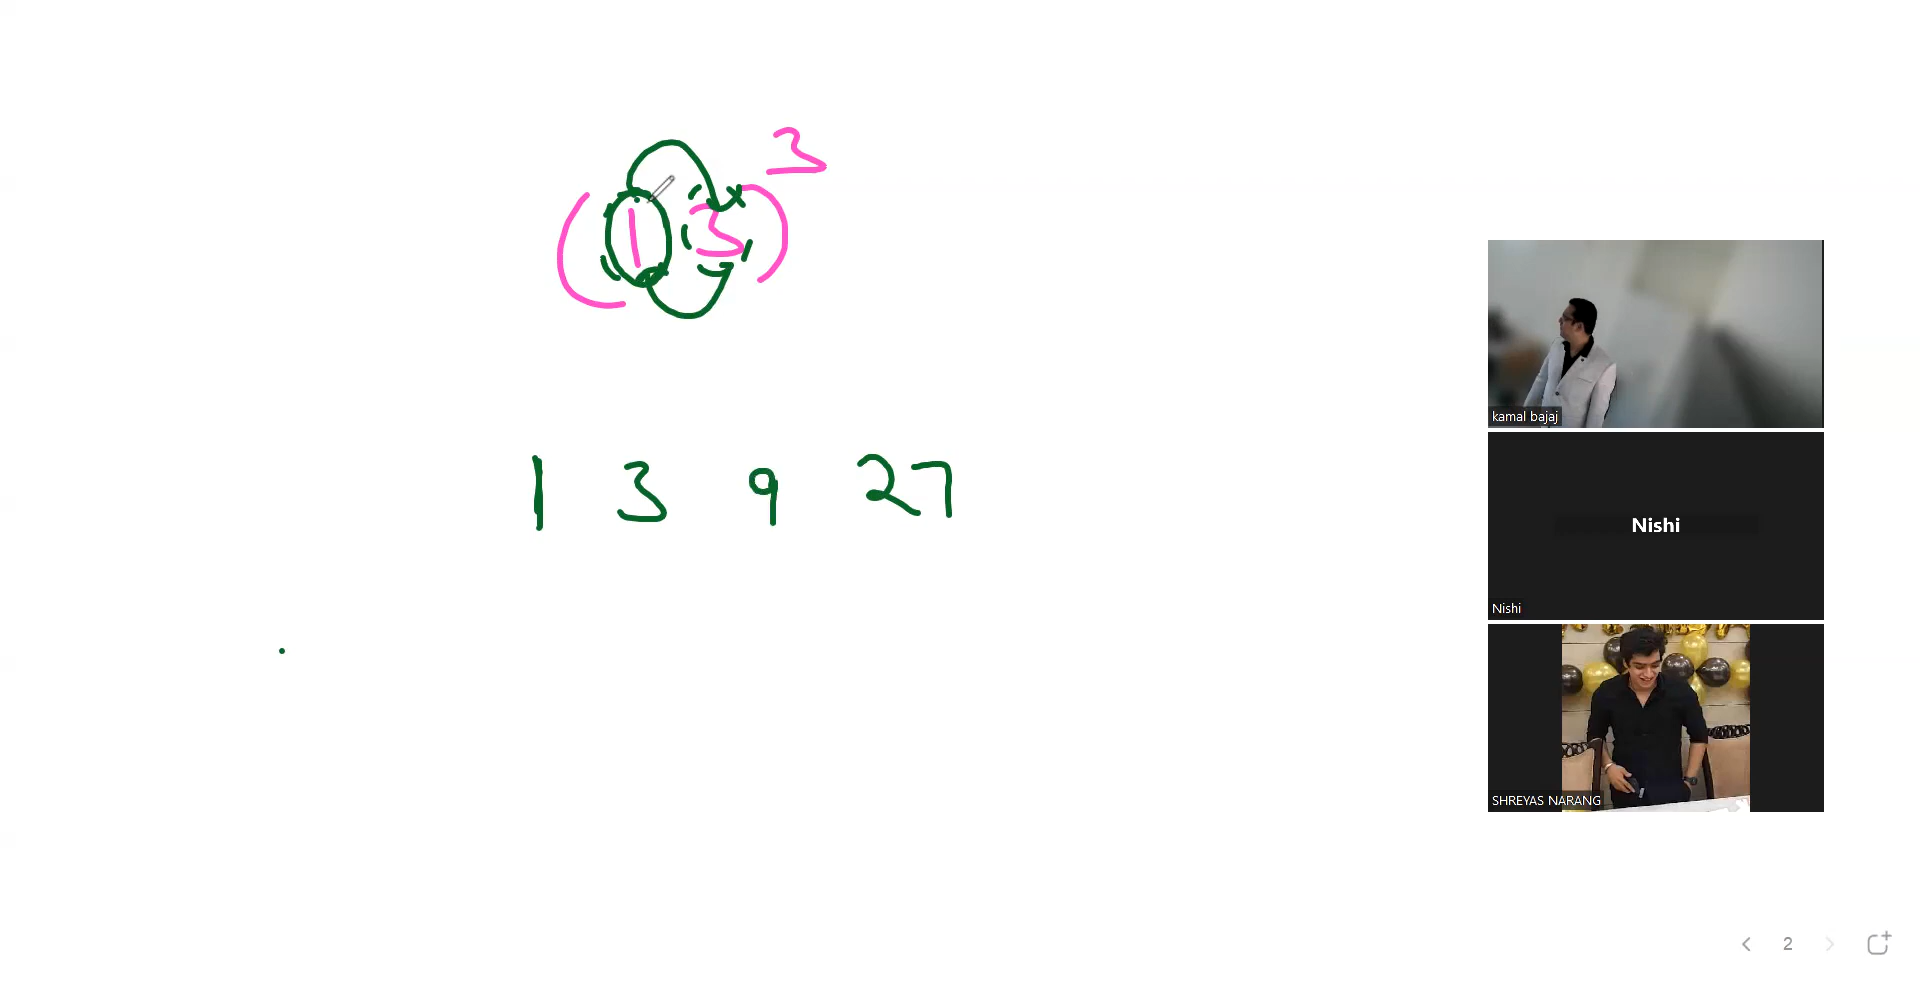 (1 3)³
1 3 9 27
kamal bajaj
Nishi
Nishi
SHREYAS NARANG
2